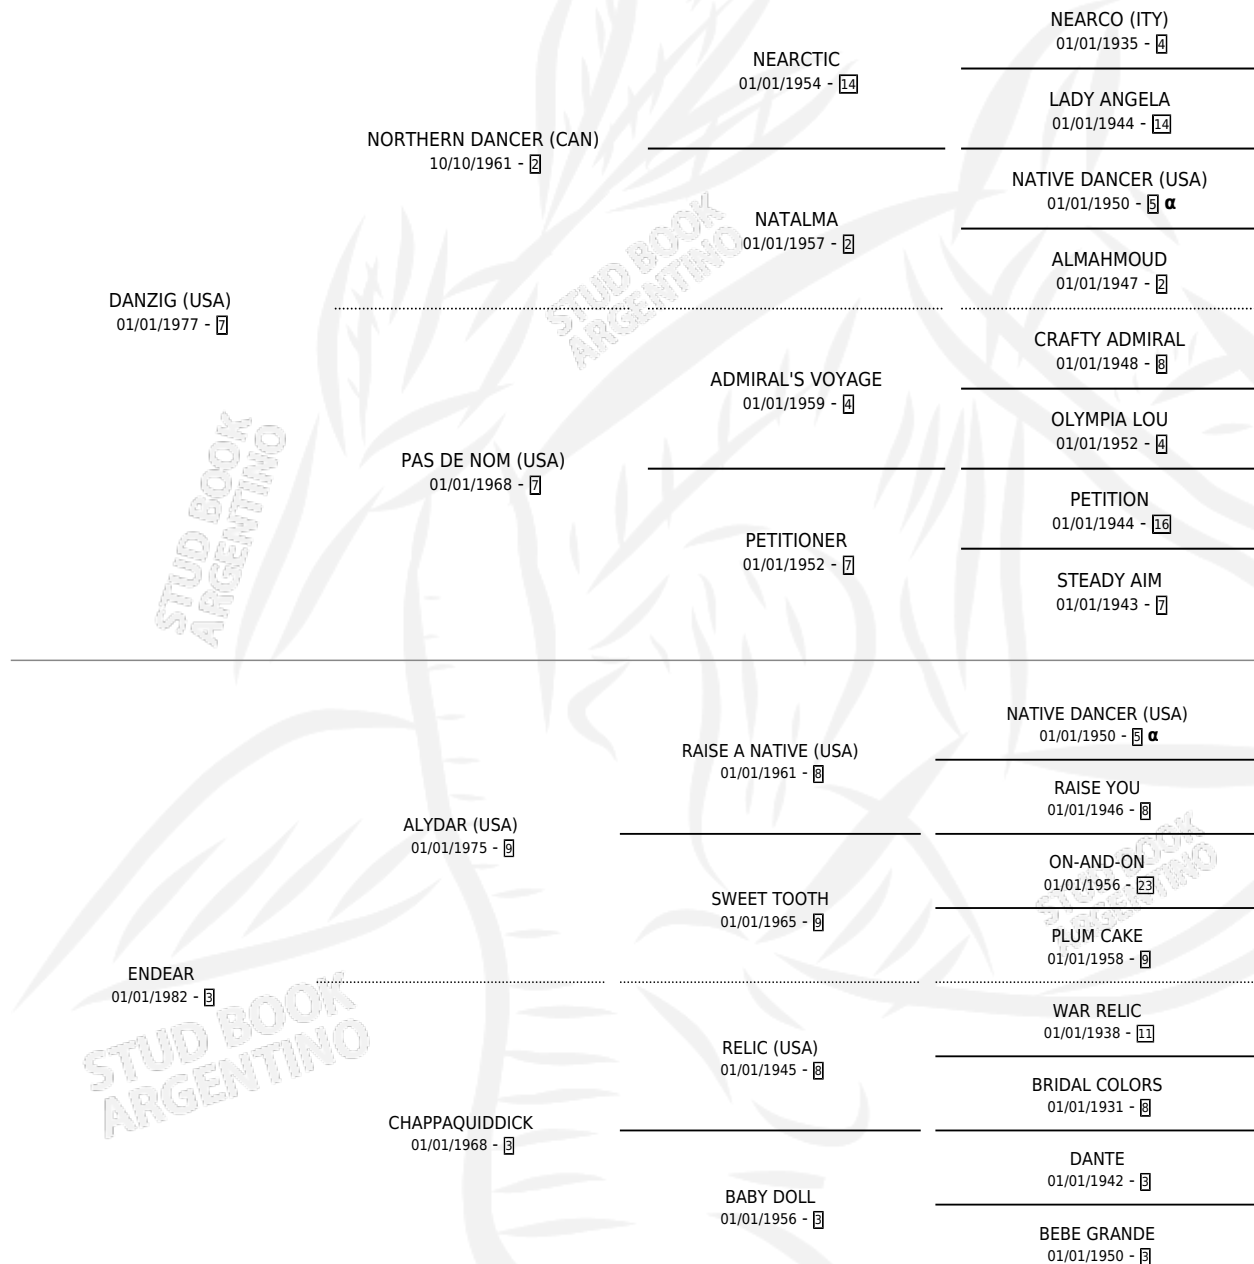 NEARCO (ITY)
01/01/1935 - 4
NEARCTIC
01/01/1954 - 14
LADY ANGELA
01/01/1944 - 14
NORTHERN DANCER (CAN)
10/10/1961 - 2
NATIVE DANCER (USA)
01/01/1950 - 5 α
NATALMA
01/01/1957 - 2
ALMAHMOUD
01/01/1947 - 2
STUD BOOK
ARGENTINO
DANZIG (USA)
01/01/1977 - 7
CRAFTY ADMIRAL
01/01/1948 - 8
ADMIRAL'S VOYAGE
01/01/1959 - 4
OLYMPIA LOU
01/01/1952 - 4
PAS DE NOM (USA)
01/01/1968 - 7
STUD BOOK
ARGENTINO
PETITION
01/01/1944 - 16
PETITIONER
01/01/1952 - 7
STEADY AIM
01/01/1943 - 7
NATIVE DANCER (USA)
01/01/1950 - 5 α
RAISE A NATIVE (USA)
01/01/1961 - 8
RAISE YOU
01/01/1946 - 8
ALYDAR (USA)
01/01/1975 - 9
ON-AND-ON
01/01/1956 - 23
STUD BOOK
ARGENTINO
SWEET TOOTH
01/01/1965 - 9
PLUM CAKE
01/01/1958 - 9
ENDEAR
01/01/1982 - 3
STUD BOOK
ARGENTINO
WAR RELIC
01/01/1938 - 11
RELIC (USA)
01/01/1945 - 8
BRIDAL COLORS
01/01/1931 - 8
CHAPPAQUIDDICK
01/01/1968 - 3
DANTE
01/01/1942 - 3
BABY DOLL
01/01/1956 - 3
BEBE GRANDE
01/01/1950 - 3